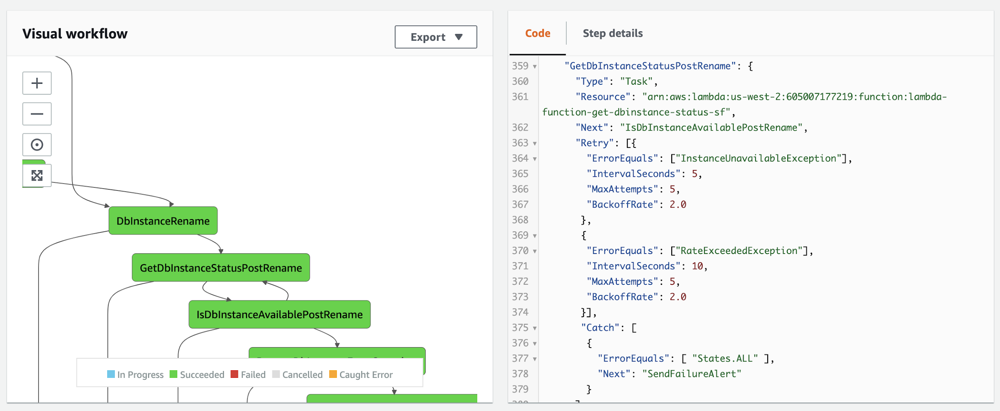 Visual workflow
Export
DbInstanceRename
GetDbInstanceStatusPostRename
IsDbInstanceAvailablePostRename
In Progress Succeeded Failed Cancelled Caught Error
Code Step details
359 "GetDbInstanceStatusPostRename": {
360 "Type": "Task",
361 "Resource": "arn:aws:lambda:us-west-2:605007177219:function:lambda-
function-get-dbinstance-status-sf",
362 "Next": "IsDbInstanceAvailablePostRename",
363 "Retry": [{
364 "ErrorEquals": ["InstanceUnavailableException"],
365 "IntervalSeconds": 5,
366 "MaxAttempts": 5,
367 "BackoffRate": 2.0
368 },
369 {
370 "ErrorEquals": ["RateExceededException"],
371 "IntervalSeconds": 10,
372 "MaxAttempts": 5,
373 "BackoffRate": 2.0
374 }],
375 "Catch": [
376 {
377 "ErrorEquals": [ "States.ALL" ],
378 "Next": "SendFailureAlert"
379 }